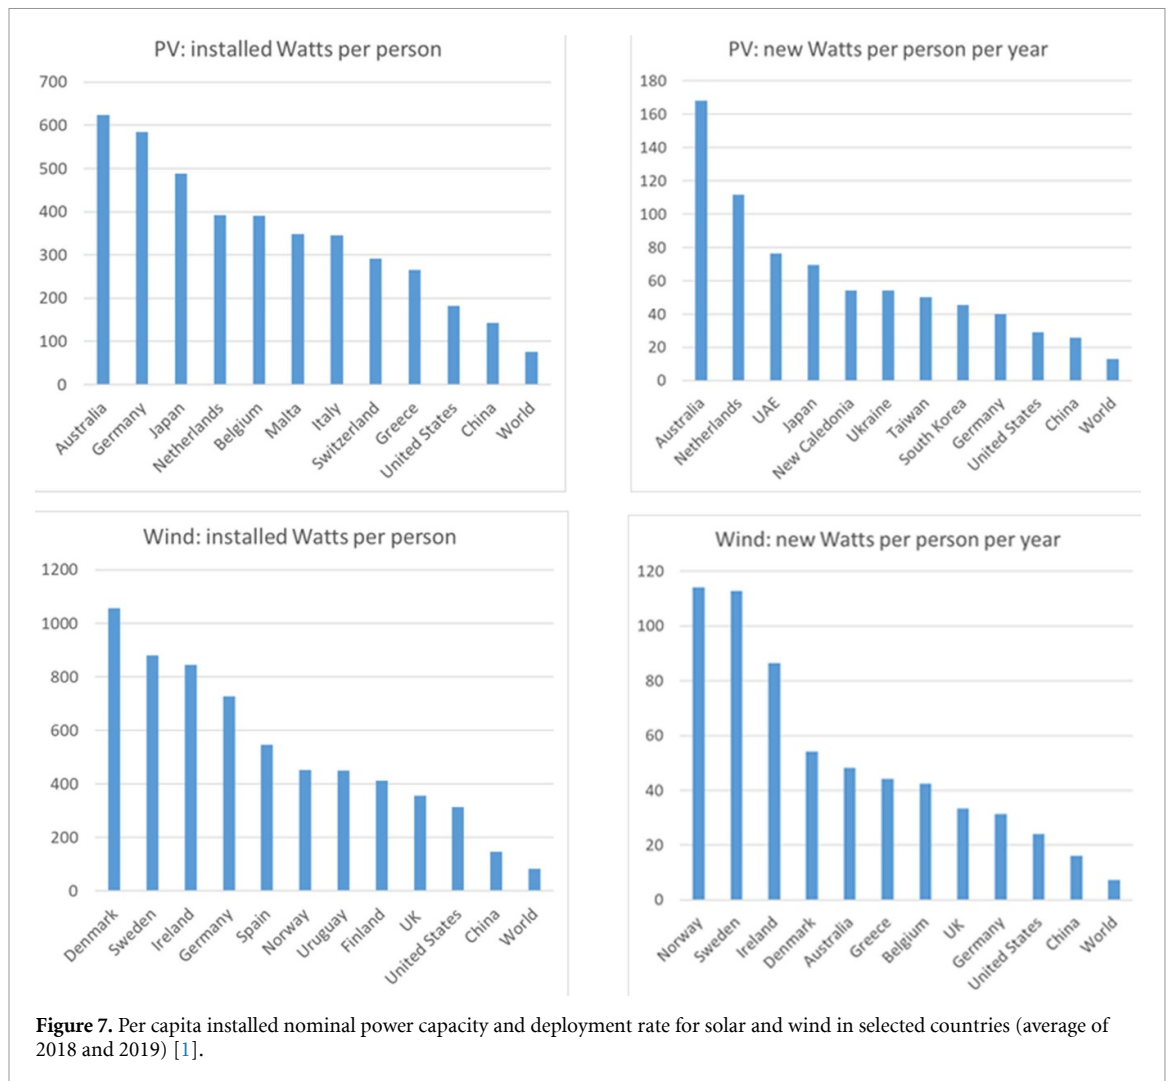 PV: installed Watts per person
700
600
500
400
300
200
100
0
Australia
Germany
Japan
Netherlands
Belgium
Malta
Italy
Switzerland
Greece
United States
China
World
PV: new Watts per person per year
180
160
140
120
100
80
60
40
20
0
Australia
Netherlands
UAE
Japan
New Caledonia
Ukraine
Taiwan
South Korea
Germany
United States
China
World
Wind: installed Watts per person
1200
1000
800
600
400
200
0
Denmark
Sweden
Ireland
Germany
Spain
Norway
Uruguay
Finland
UK
United States
China
World
Wind: new Watts per person per year
120
100
80
60
40
20
0
Norway
Sweden
Ireland
Denmark
Australia
Greece
Belgium
UK
Germany
United States
China
World
Figure 7. Per capita installed nominal power capacity and deployment rate for solar and wind in selected countries (average of
2018 and 2019) [1].